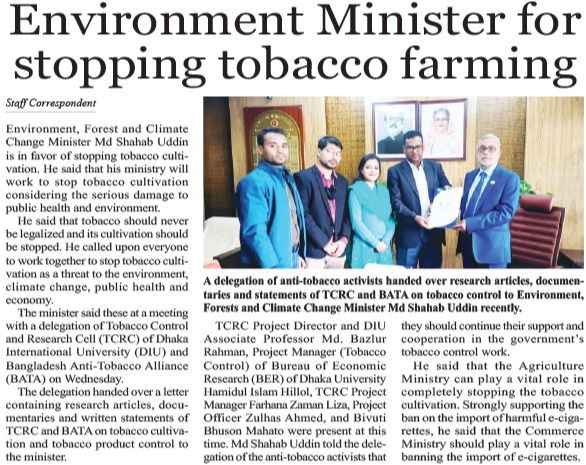 Environment Minister for
stopping tobacco farming
Staff Correspondent
Environment, Forest and Climate
Change Minister Md Shahab Uddin
is in favor of stopping tobacco culti-
vation. He said that his ministry will
work to stop tobacco cultivation
considering the serious damage to
public health and environment.
He said that tobacco should never
be legalized and its cultivation should
be stopped. He called upon everyone
to work together to stop tobacco culti-
vation as a threat to the environment,
climate change, public health and
economy.
The minister said these at a meeting
with a delegation of Tobacco Control
and Research Cell (TCRC) of Dhaka
International University (DIU) and
Bangladesh Anti-Tobacco Alliance
(BATA) on Wednesday.
The delegation handed over a letter
containing research articles, docu-
mentaries and written statements of
TCRC and BATA on tobacco cultiva-
tion and tobacco product control to
the minister.
A delegation of anti-tobacco activists handed over research articles, documen-
taries and statements of TCRC and BATA on tobacco control to Environment,
Forests and Climate Change Minister Md Shahab Uddin recently.
TCRC Project Director and DIU
Associate Professor Md. Bazlur
Rahman, Project Manager (Tobacco
Control) of Bureau of Economic
Research (BER) of Dhaka University
Hamidul Islam Hillol, TCRC Project
Manager Farhana Zaman Liza, Project
Officer Zulhas Ahmed, and Bivuti
Bhuson Mahato were present at this
time. Md Shahab Uddin told the dele-
gation of the anti-tobacco activists that
they should continue their support and
cooperation in the government's
tobacco control work.
He said that the Agriculture
Ministry can play a vital role in
completely stopping the tobacco
cultivation. Strongly supporting the
ban on the import of harmful e-ciga-
rettes, he said that the Commerce
Ministry should play a vital role in
banning the import of e-cigarettes.